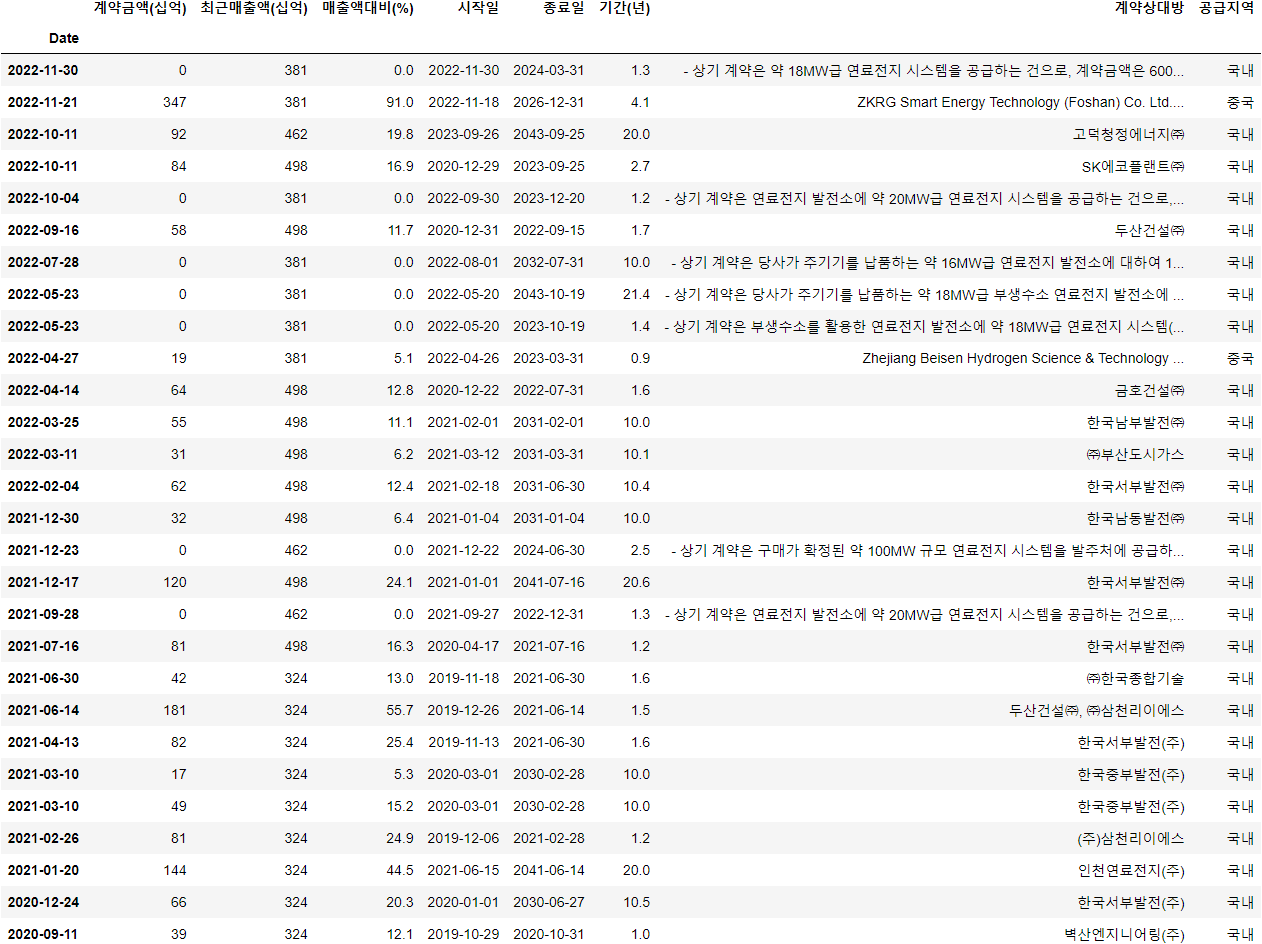 계약금액(십억) 최근매출액(십억) 매출액대비(%) 시작일 종료일 기간(년) 계약상대방 공급지역
Date
2022-11-30 0 381 0.0 2022-11-30 2024-03-31 1.3 - 상기 계약은 약 18MW급 연료전지 시스템을 공급하는 건으로, 계약금액은 600... 국내
2022-11-21 347 381 91.0 2022-11-18 2026-12-31 4.1 ZKRG Smart Energy Technology (Foshan) Co. Ltd.... 중국
2022-10-11 92 462 19.8 2023-09-26 2043-09-25 20.0 고덕청정에너지㈜ 국내
2022-10-11 84 498 16.9 2020-12-29 2023-09-25 2.7 SK에코플랜트㈜ 국내
2022-10-04 0 381 0.0 2022-09-30 2023-12-20 1.2 - 상기 계약은 연료전지 발전소에 약 20MW급 연료전지 시스템을 공급하는 건으로,... 국내
2022-09-16 58 498 11.7 2020-12-31 2022-09-15 1.7 두산건설㈜ 국내
2022-07-28 0 381 0.0 2022-08-01 2032-07-31 10.0 - 상기 계약은 당사가 주기기를 납품하는 약 16MW급 연료전지 발전소에 대하여 1... 국내
2022-05-23 0 381 0.0 2022-05-20 2043-10-19 21.4 - 상기 계약은 당사가 주기기를 납품하는 약 18MW급 부생수소 연료전지 발전소에 ... 국내
2022-05-23 0 381 0.0 2022-05-20 2023-10-19 1.4 - 상기 계약은 부생수소를 활용한 연료전지 발전소에 약 18MW급 연료전지 시스템(... 국내
2022-04-27 19 381 5.1 2022-04-26 2023-03-31 0.9 Zhejiang Beisen Hydrogen Science & Technology ... 중국
2022-04-14 64 498 12.8 2020-12-22 2022-07-31 1.6 금호건설㈜ 국내
2022-03-25 55 498 11.1 2021-02-01 2031-02-01 10.0 한국남부발전㈜ 국내
2022-03-11 31 498 6.2 2021-03-12 2031-03-31 10.1 ㈜부산도시가스 국내
2022-02-04 62 498 12.4 2021-02-18 2031-06-30 10.4 한국서부발전㈜ 국내
2021-12-30 32 498 6.4 2021-01-04 2031-01-04 10.0 한국남동발전㈜ 국내
2021-12-23 0 462 0.0 2021-12-22 2024-06-30 2.5 - 상기 계약은 구매가 확정된 약 100MW 규모 연료전지 시스템을 발주처에 공급하... 국내
2021-12-17 120 498 24.1 2021-01-01 2041-07-16 20.6 한국서부발전㈜ 국내
2021-09-28 0 462 0.0 2021-09-27 2022-12-31 1.3 - 상기 계약은 연료전지 발전소에 약 20MW급 연료전지 시스템을 공급하는 건으로,... 국내
2021-07-16 81 498 16.3 2020-04-17 2021-07-16 1.2 한국서부발전㈜ 국내
2021-06-30 42 324 13.0 2019-11-18 2021-06-30 1.6 ㈜한국종합기술 국내
2021-06-14 181 324 55.7 2019-12-26 2021-06-14 1.5 두산건설㈜, ㈜삼천리이에스 국내
2021-04-13 82 324 25.4 2019-11-13 2021-06-30 1.6 한국서부발전(주) 국내
2021-03-10 17 324 5.3 2020-03-01 2030-02-28 10.0 한국중부발전(주) 국내
2021-03-10 49 324 15.2 2020-03-01 2030-02-28 10.0 한국중부발전(주) 국내
2021-02-26 81 324 24.9 2019-12-06 2021-02-28 1.2 (주)삼천리이에스 국내
2021-01-20 144 324 44.5 2021-06-15 2041-06-14 20.0 인천연료전지(주) 국내
2020-12-24 66 324 20.3 2020-01-01 2030-06-27 10.5 한국서부발전(주) 국내
2020-09-11 39 324 12.1 2019-10-29 2020-10-31 1.0 벽산엔지니어링(주) 국내